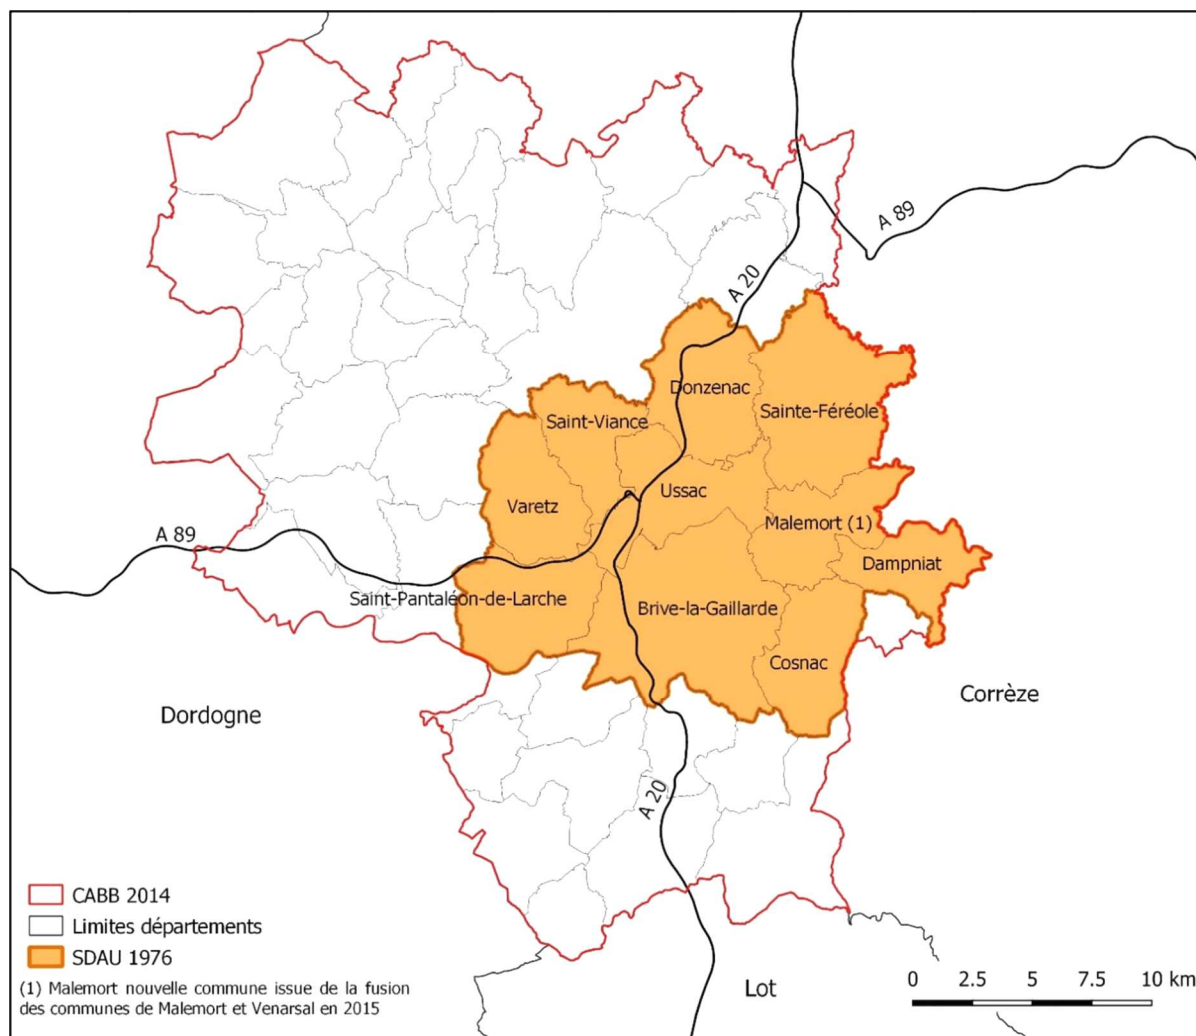 A 89
A 20
Donzenac
Sainte-Féréole
Saint-Viance
Ussac
Varetz
Malemort (1)
A 89
Dampniat
Saint-Pantaléon-de-Larche
Brive-la-Gaillarde
Cosnac
Corrèze
Dordogne
A 20
CABB 2014
Limites départements
SDAU 1976
(1) Malemort nouvelle commune issue de la fusion
des communes de Malemort et Venarsal en 2015
Lot
0 2.5 5 7.5 10 km